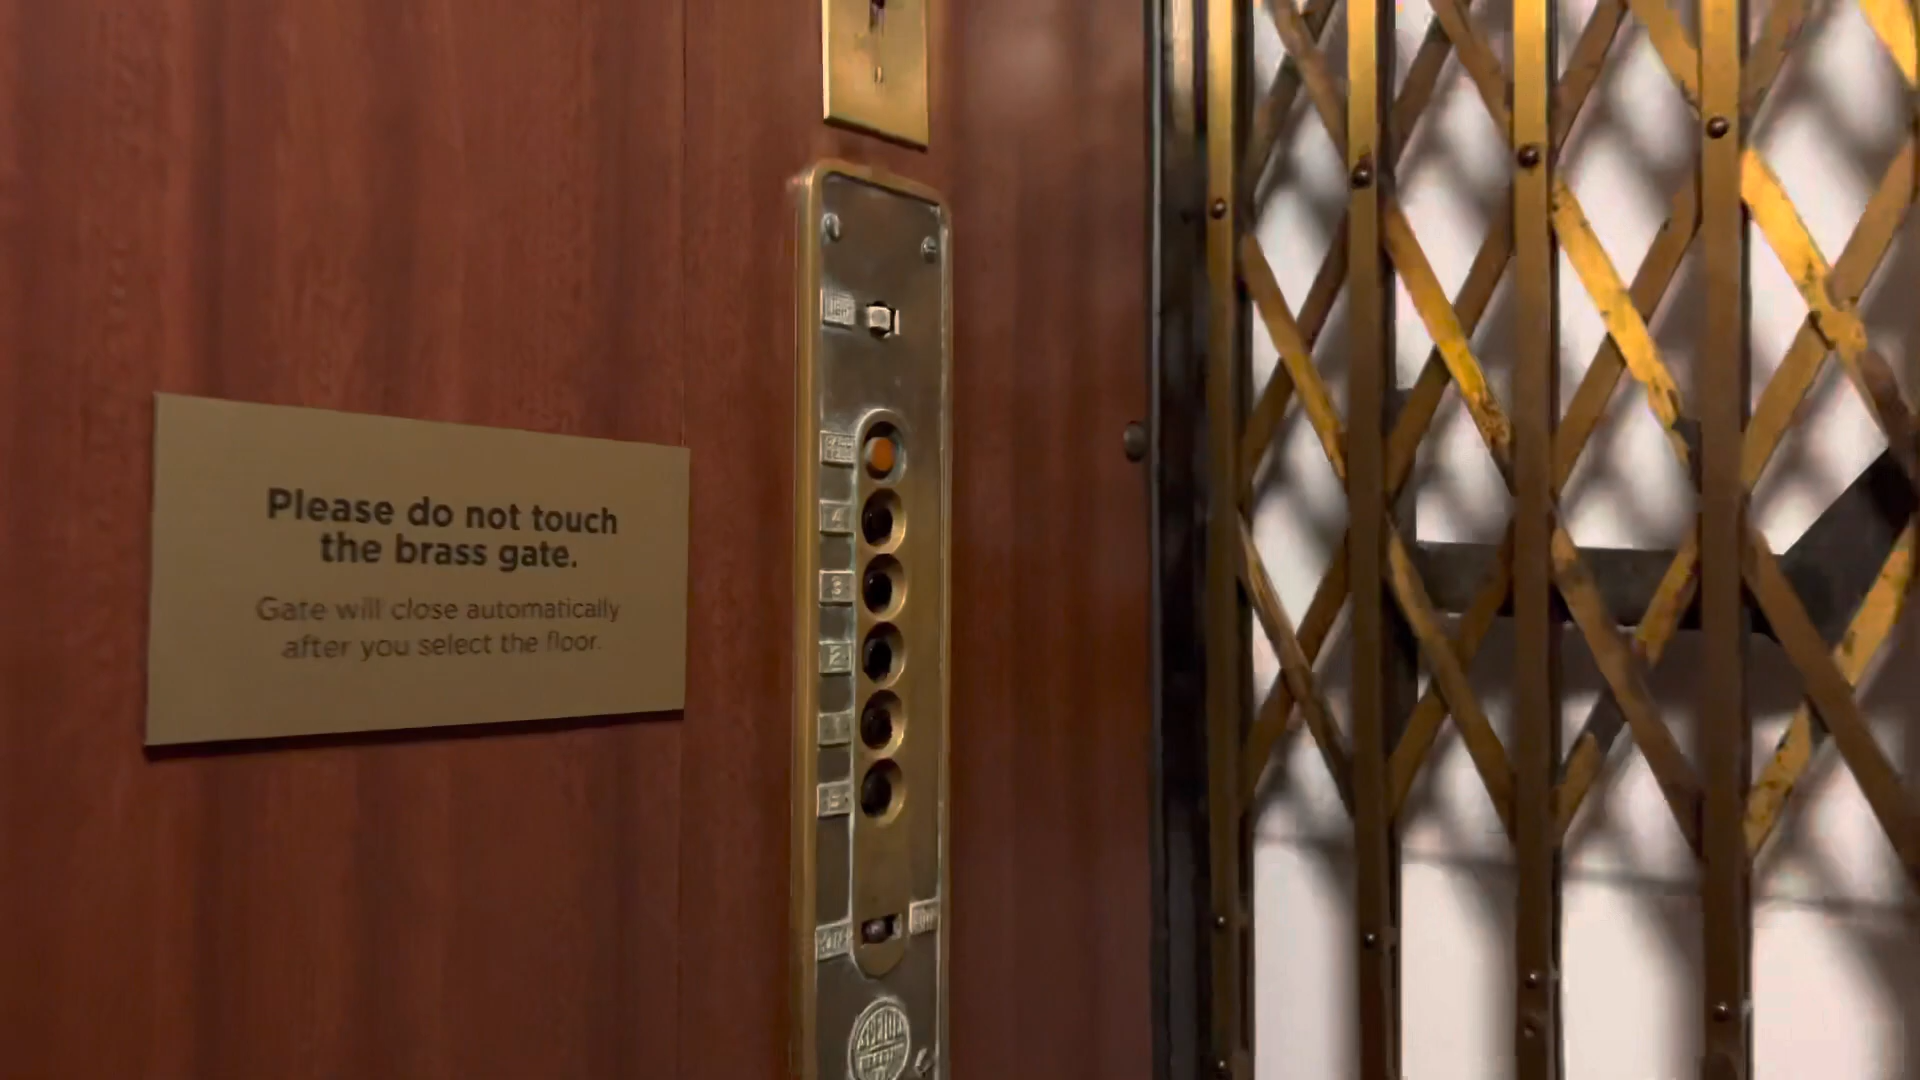 Please do not touch
the brass gate.
Gate will close automatically
after you select the floor.
4
3
2
1